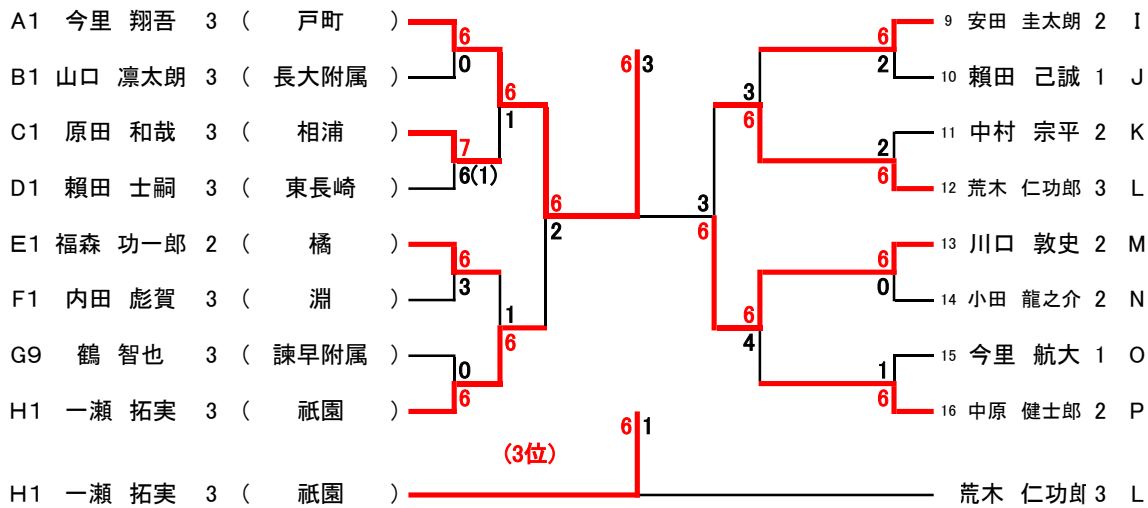 A1 今里 翔吾 3 ( 戸町 )
B1 山口 凛太朗 3 ( 長大附属 )
C1 原田 和哉 3 ( 相浦 )
D1 賴田 士嗣 3 ( 東長崎 )
E1 福森 功一郎 2 ( 橘 )
F1 内田 彪賀 3 ( 淵 )
G9 鶴 智也 3 ( 諫早附属 )
H1 一瀬 拓実 3 ( 祇園 )
6
0
7
6(1)
6
3
0
6
6
1
1
6
6
2
6 3
3
6
3
6
6
4
6
2
2
6
6
0
1
6
9 安田 圭太朗 2 I
10 賴田 己誠 1 J
11 中村 宗平 2 K
12 荒木 仁功郎 3 L
13 川口 敦史 2 M
14 小田 龍之介 2 N
15 今里 航大 1 O
16 中原 健士郎 2 P
(3位)
6 1
H1 一瀬 拓実 3 ( 祇園 )
荒木 仁功郎 3 L